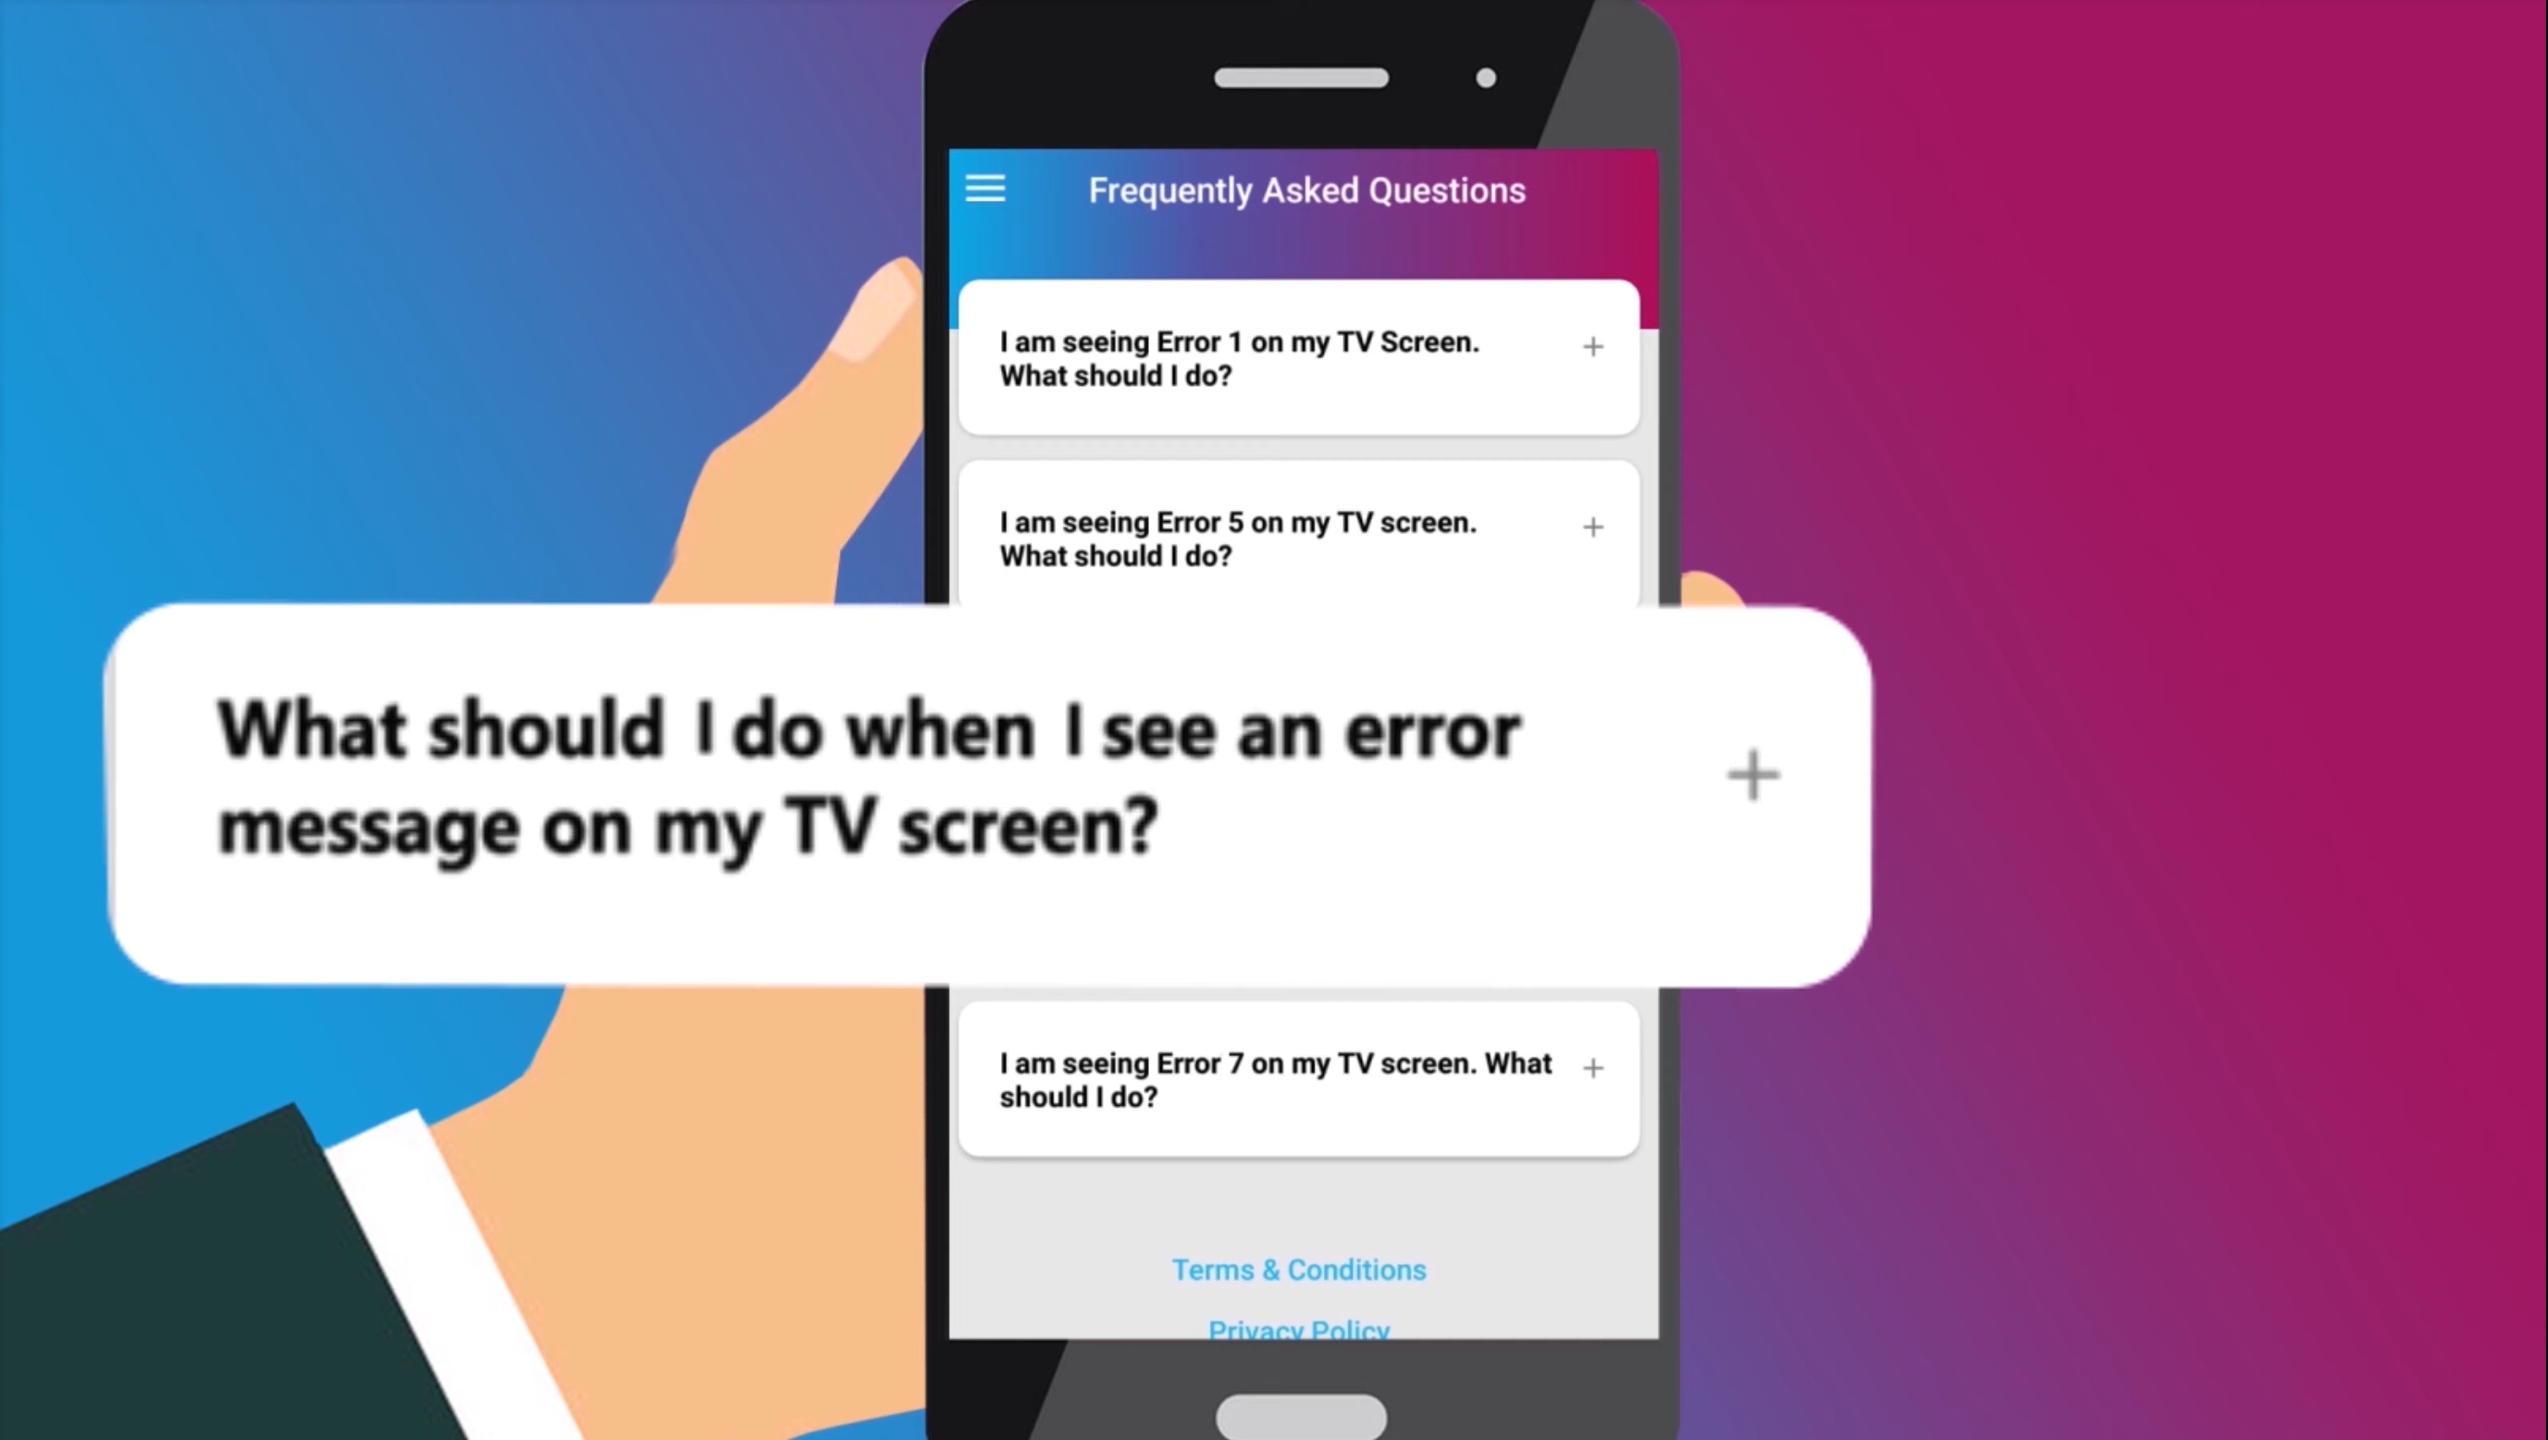 Frequently Asked Questions
I am seeing Error 1 on my TV Screen.
What should I do?
I am seeing Error 5 on my TV screen.
What should I do?
What should I do when I see an error
message on my TV screen?
I am seeing Error 7 on my TV screen. What
should I do?
Terms & Conditions
Privacy Policy